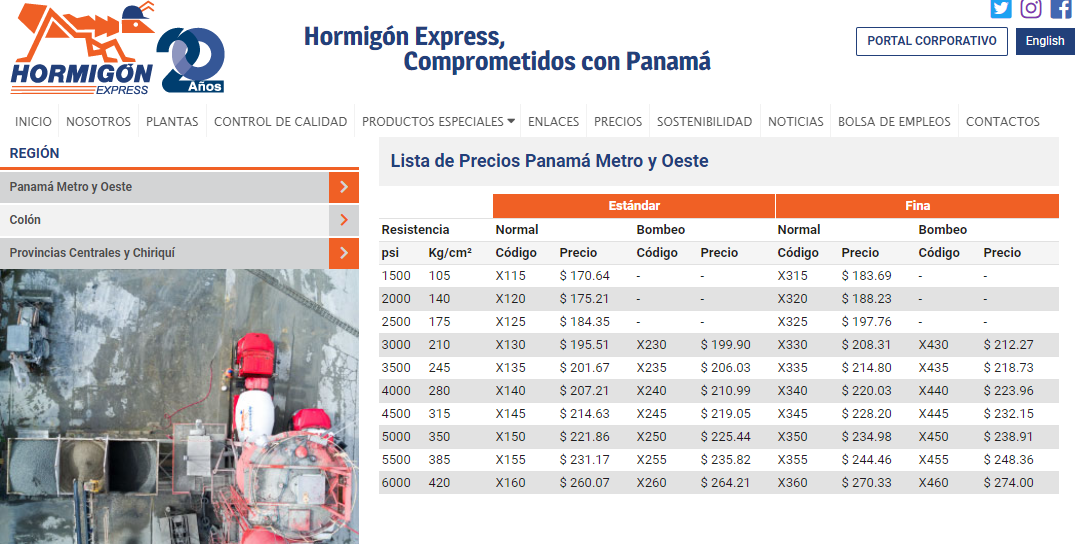 HORMIGÓN
EXPRESS
20
Años
Hormigón Express,
Comprometidos con Panamá
PORTAL CORPORATIVO
English
INICIO NOSOTROS PLANTAS CONTROL DE CALIDAD PRODUCTOS ESPECIALES ENLACES PRECIOS SOSTENIBILIDAD NOTICIAS BOLSA DE EMPLEOS CONTACTOS
REGIÓN
Panamá Metro y Oeste
Colón
Provincias Centrales y Chiriquí
Lista de Precios Panamá Metro y Oeste
Estándar Fina
Resistencia Normal Bombeo Normal Bombeo
psi Kg/cm² Código Precio Código Precio Código Precio Código Precio
1500 105 X115 $ 170.64 - - X315 $ 183.69 - -
2000 140 X120 $ 175.21 - - X320 $ 188.23 - -
2500 175 X125 $ 184.35 - - X325 $ 197.76 - -
3000 210 X130 $ 195.51 X230 $ 199.90 X330 $ 208.31 X430 $ 212.27
3500 245 X135 $ 201.67 X235 $ 206.03 X335 $ 214.80 X435 $ 218.73
4000 280 X140 $ 207.21 X240 $ 210.99 X340 $ 220.03 X440 $ 223.96
4500 315 X145 $ 214.63 X245 $ 219.05 X345 $ 228.20 X445 $ 232.15
5000 350 X150 $ 221.86 X250 $ 225.44 X350 $ 234.98 X450 $ 238.91
5500 385 X155 $ 231.17 X255 $ 235.82 X355 $ 244.46 X455 $ 248.36
6000 420 X160 $ 260.07 X260 $ 264.21 X360 $ 270.33 X460 $ 274.00